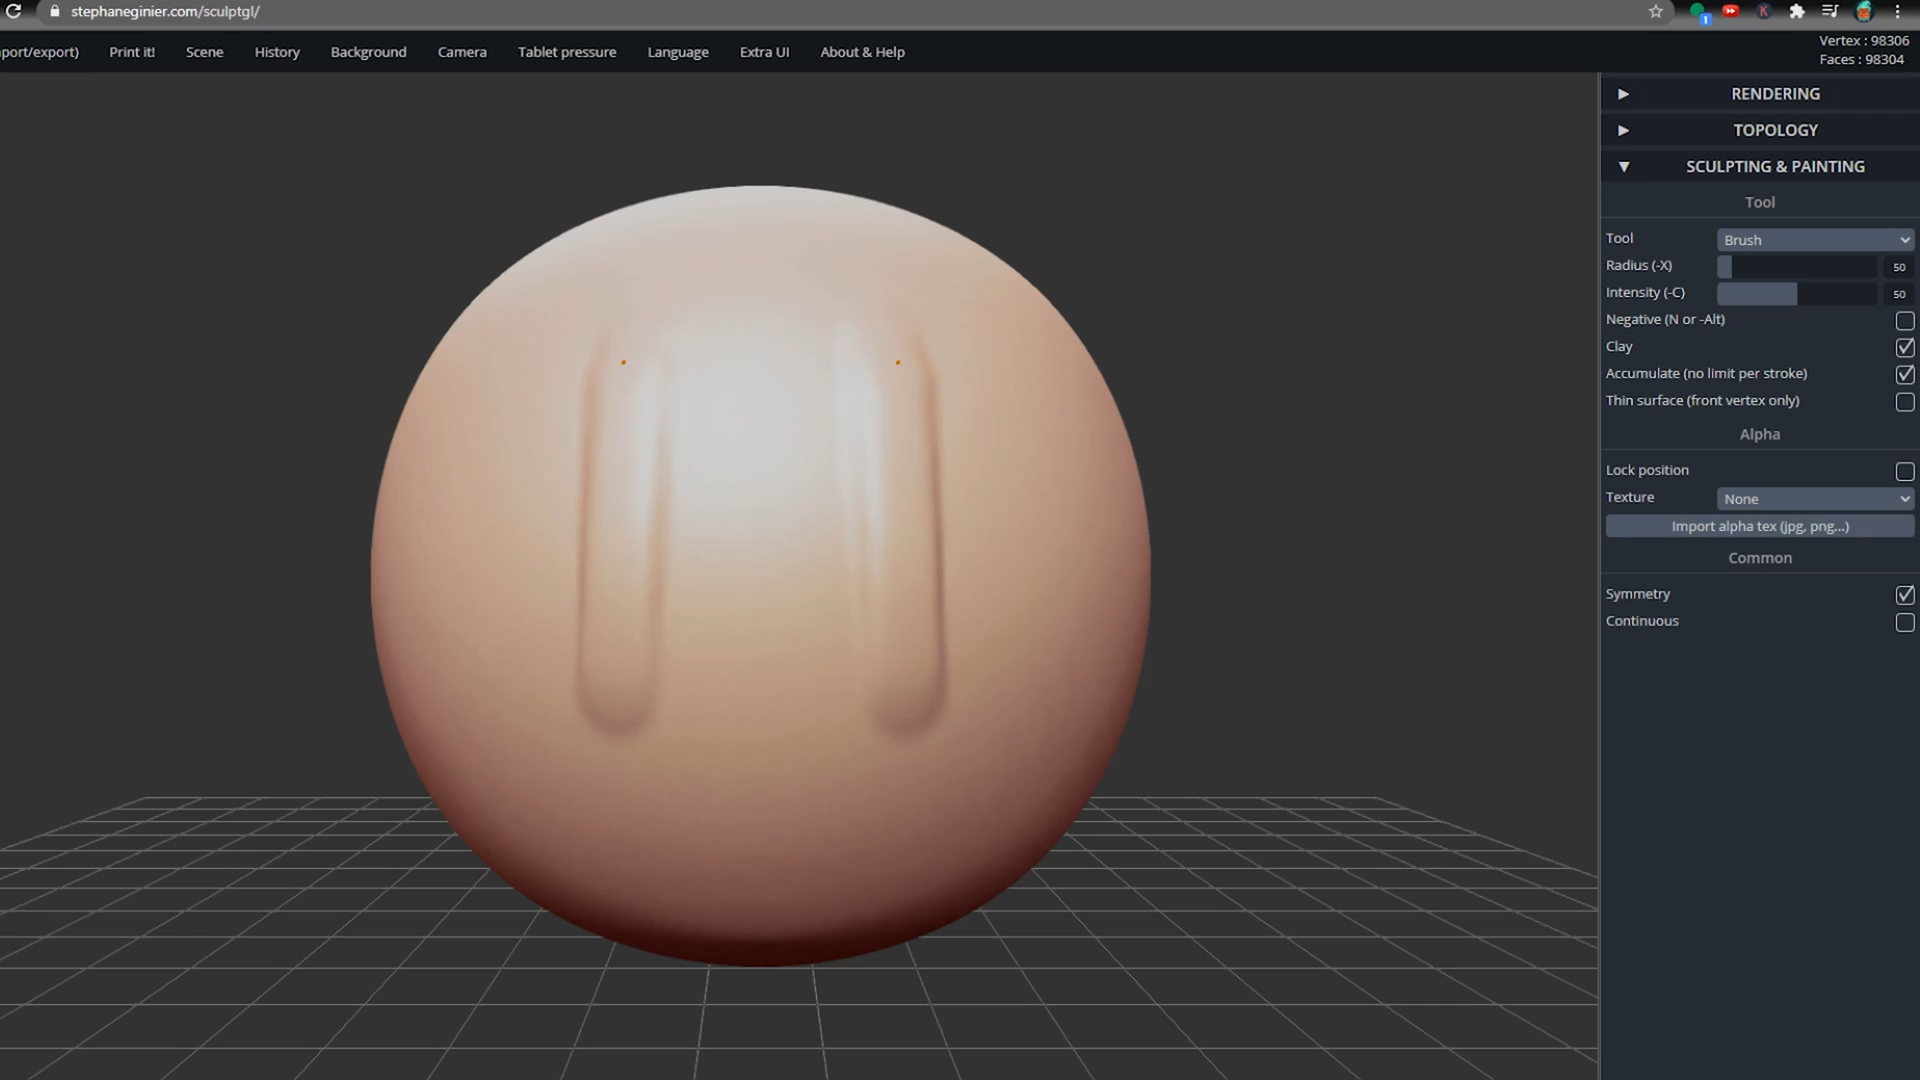 stephaneginier.com/sculptgl/
port/export) Print it! Scene History Background Camera Tablet pressure Language Extra UI About & Help
Vertex : 98306
Faces : 98304
RENDERING
TOPOLOGY
SCULPTING & PAINTING
Tool
Tool Brush
Radius (-X) 50
Intensity (-C) 50
Negative (N or -Alt)
Clay
Accumulate (no limit per stroke)
Thin surface (front vertex only)
Alpha
Lock position
Texture None
Import alpha tex (jpg, png...)
Common
Symmetry
Continuous
1
K